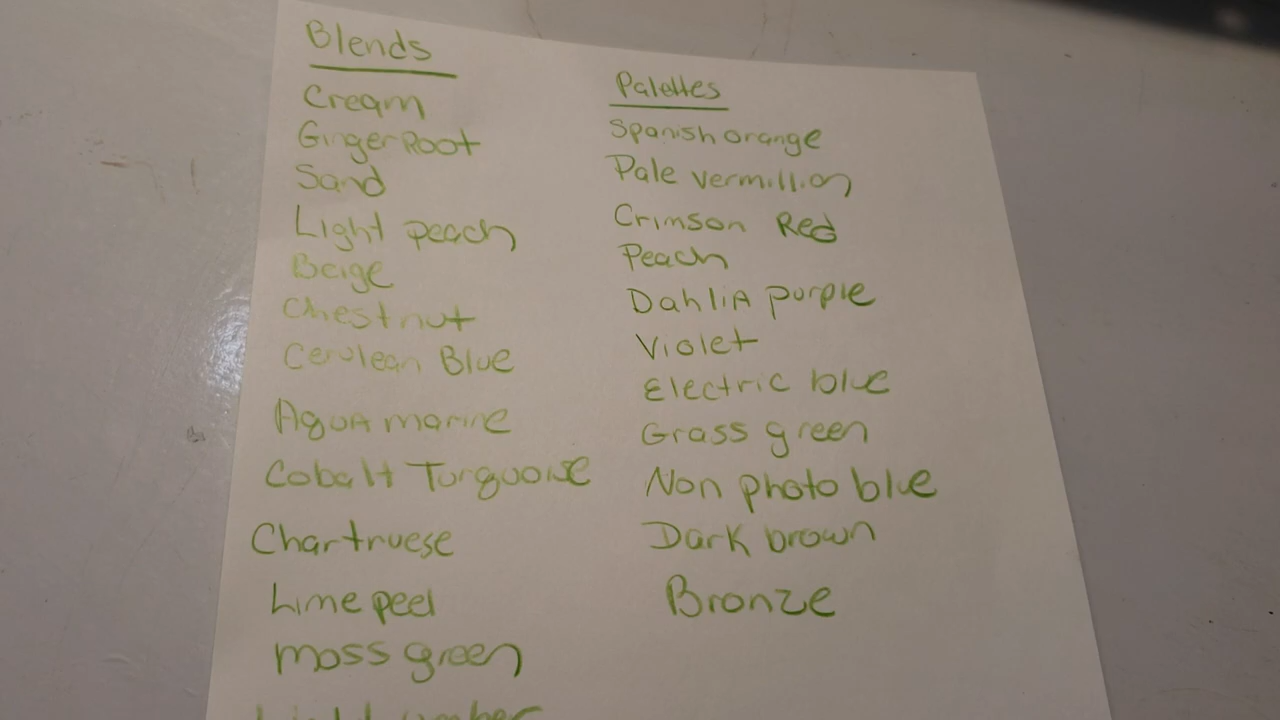 Blends
Cream
Ginger Root
Sand
Light peach
Beige
Chestnut
Cerulean Blue
Aqua marine
Cobalt Turquoise
Chartruese
Lime peel
moss green
Light umber
Palettes
Spanish orange
Pale vermillion
Crimson Red
Peach
Dahlia purple
Violet
Electric blue
Grass green
Non photo blue
Dark brown
Bronze